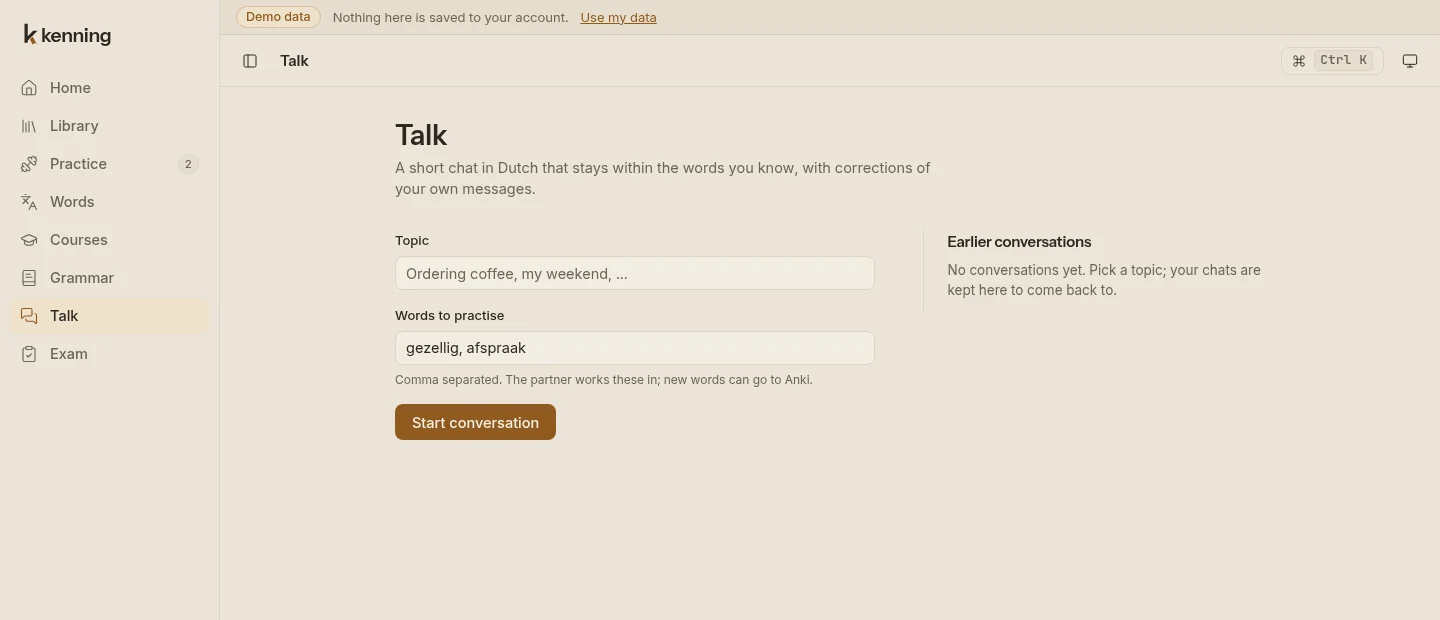 kenning
Home
Library
Practice 2
Words
Courses
Grammar
Talk
Exam
Demo data Nothing here is saved to your account. Use my data
Talk
⌘ Ctrl K
Talk
A short chat in Dutch that stays within the words you know, with corrections of
your own messages.
Topic
Ordering coffee, my weekend, ...
Words to practise
gezellig, afspraak
Comma separated. The partner works these in; new words can go to Anki.
Start conversation
Earlier conversations
No conversations yet. Pick a topic; your chats are
kept here to come back to.